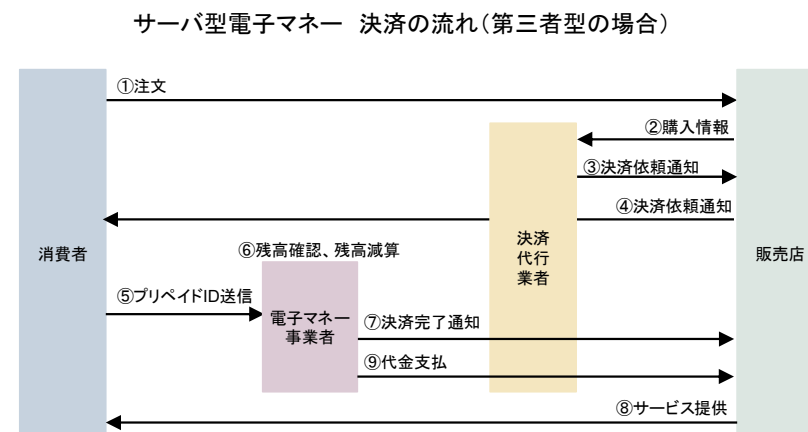 サーバ型電子マネー 決済の流れ（第三者型の場合）
①注文
②購入情報
③決済依頼通知
④決済依頼通知
消費者
決済
代行
業者
販売店
⑥残高確認、残高減算
⑤プリペイドID送信
電子マネー
事業者
⑦決済完了通知
⑨代金支払
⑧サービス提供